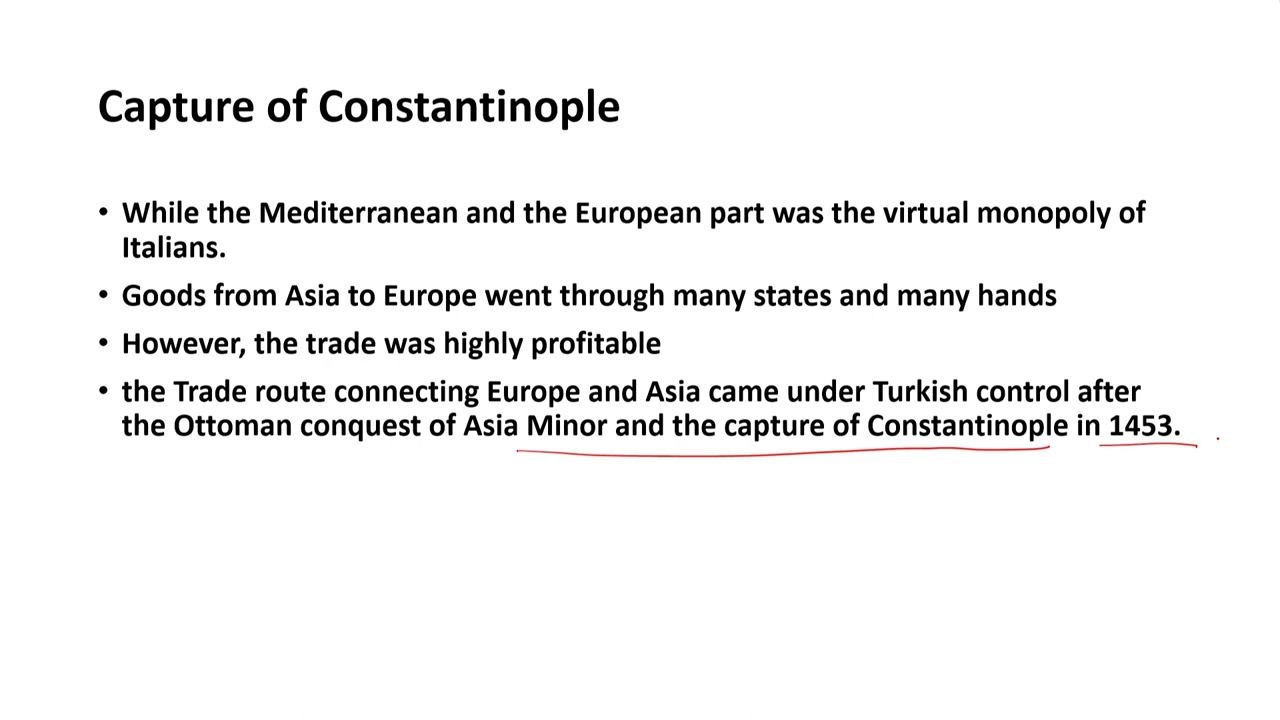 Capture of Constantinople
• While the Mediterranean and the European part was the virtual monopoly of
Italians.
• Goods from Asia to Europe went through many states and many hands
• However, the trade was highly profitable
• the Trade route connecting Europe and Asia came under Turkish control after
the Ottoman conquest of Asia Minor and the capture of Constantinople in 1453.